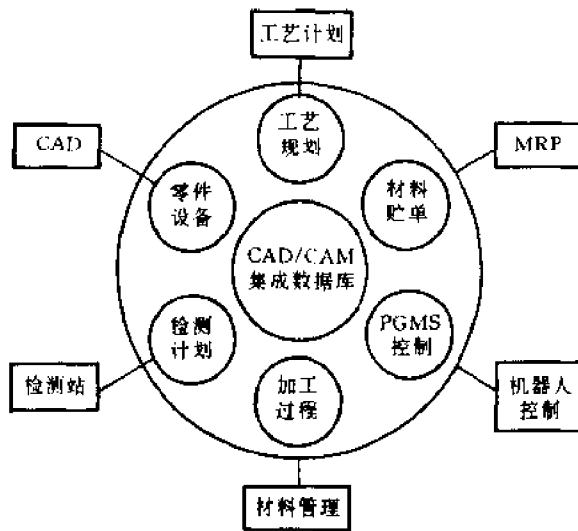 工艺计划
工艺
规划
CAD
MRP
零件
设备
材料
贮单
CAD/CAM
集成数据库
检测
计划
PGMS
控制
检测站
加工
过程
机器人
控制
材料管理